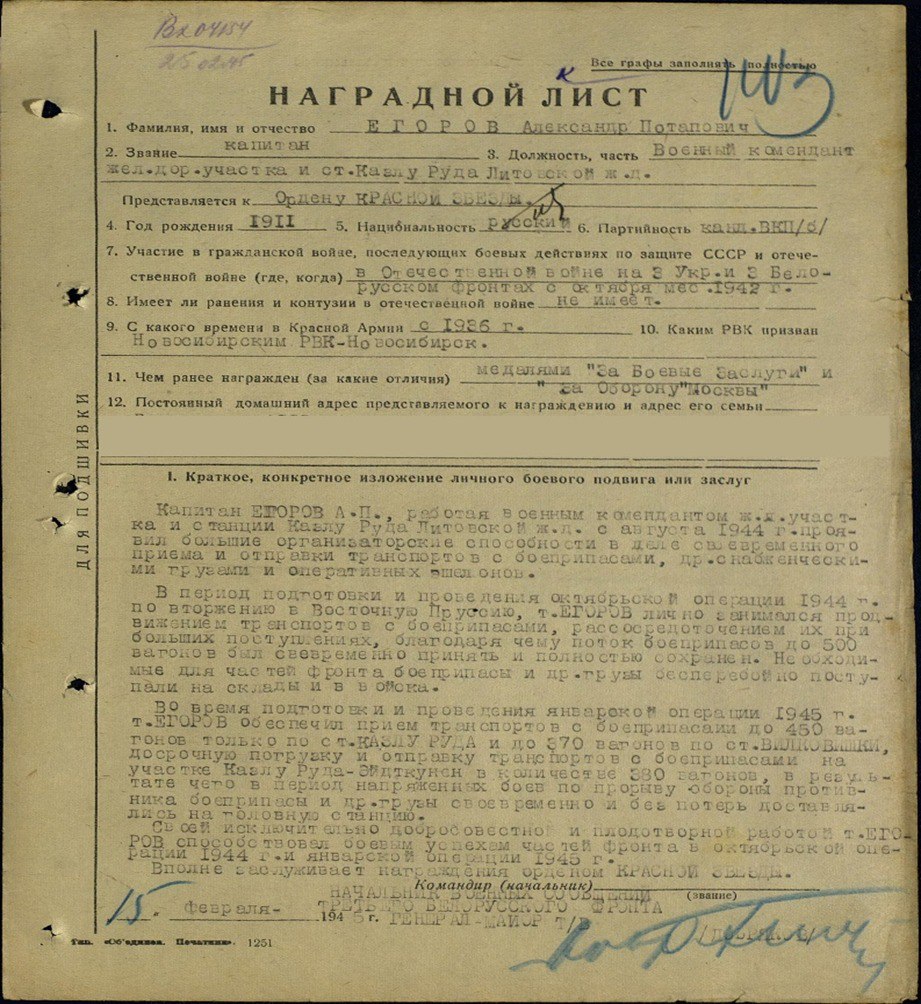 Вх 04154
25 02 45
Все графы заполнять полностью
к
НАГРАДНОЙ ЛИСТ
1. Фамилия, имя и отчество ЕГОРОВ Александр Потапович
2. Звание капитан 3. Должность, часть Военный комендант
жел.дор.участка и ст.Казлу Руда Литовской ж.д.
Представляется к Ордену КРАСНОЙ ЗВЕЗДЫ.
4. Год рождения 1911 5. Национальность русский 6. Партийность канд.ВКП/б/
7. Участие в гражданской войне, последующих боевых действиях по защите СССР и отече-
ственной войне (где, когда) в Отечественной войне на 3 Укр.и 3 Бело-
русском фронтах с октября мес.1942 г.
8. Имеет ли ранения и контузии в отечественной войне не имеет.
9. С какого времени в Красной Армии с 1936 г. 10. Каким РВК призван
Новосибирским РВК-Новосибирск.
11. Чем ранее награжден (за какие отличия) медалями "За Боевые Заслуги" и
"За Оборону"Москвы"
12. Постоянный домашний адрес представляемого к награждению и адрес его семьи
ДЛЯ ПОДШИВКИ
I. Краткое, конкретное изложение личного боевого подвига или заслуг
Капитан ЕГОРОВ А.П., работая военным комендантом ж.д.участ-
ка и станции Казлу Руда Литовской ж.д. с августа 1944 г.проя-
вил большие организаторские способности в деле своевременного
приема и отправки транспортов с боеприпасами, др.снабженчески-
ми грузами и оперативных эшелонов.
В период подготовки и проведения октябрьской операции 1944 г.
по вторжению в Восточную Пруссию, т.ЕГОРОВ лично занимался прод-
вижением транспортов с боеприпасами, рассосредоточением их при
больших поступлениях, благодаря чему поток боеприпасов до 500
вагонов был свевременно принять и полностью сохранен. Необходи-
мые для частей фронта боеприпасы и др.грузы бесперебойно посту-
пали на склады и в войска.
Во время подготовки и проведения январской операции 1945 г.
т.ЕГОРОВ обеспечил прием транспортов с боеприпасами до 450 ва-
гонов только по ст.КАЗЛУ РУДА и до 370 вагонов по ст.ВИЛКОВИШКИ,
досрочную погрузку и отправку транспортов с боеприпасами на
участке Казлу Руда-Эйдткунен в количестве 380 вагонов, в резуль-
тате чего в период напряженных боев по прорыву обороны против-
ника боеприпасы и др.грузы своевременно и без потерь доставля-
лись на головную станцию.
Своей исключительно добросовестной и плодотворной работой т.ЕГО-
РОВ способствовал боевым успехам частей фронта в октябрьской опе-
рации 1944 г.и январской операции 1945 г.
Вполне заслуживает награждения орденом КРАСНОЙ ЗВЕЗДЫ.
Командир (начальник)
НАЧАЛЬНИК ВОЕННЫХ СООБЩЕНИЙ (звание)
ТРЕТЬЕГО БЕЛОРУССКОГО ФРОНТА
15. февраля- 1945 г. ГЕНЕРАЛ-МАЙОР т/в
Тип. «Объединен. Печатник». 1251